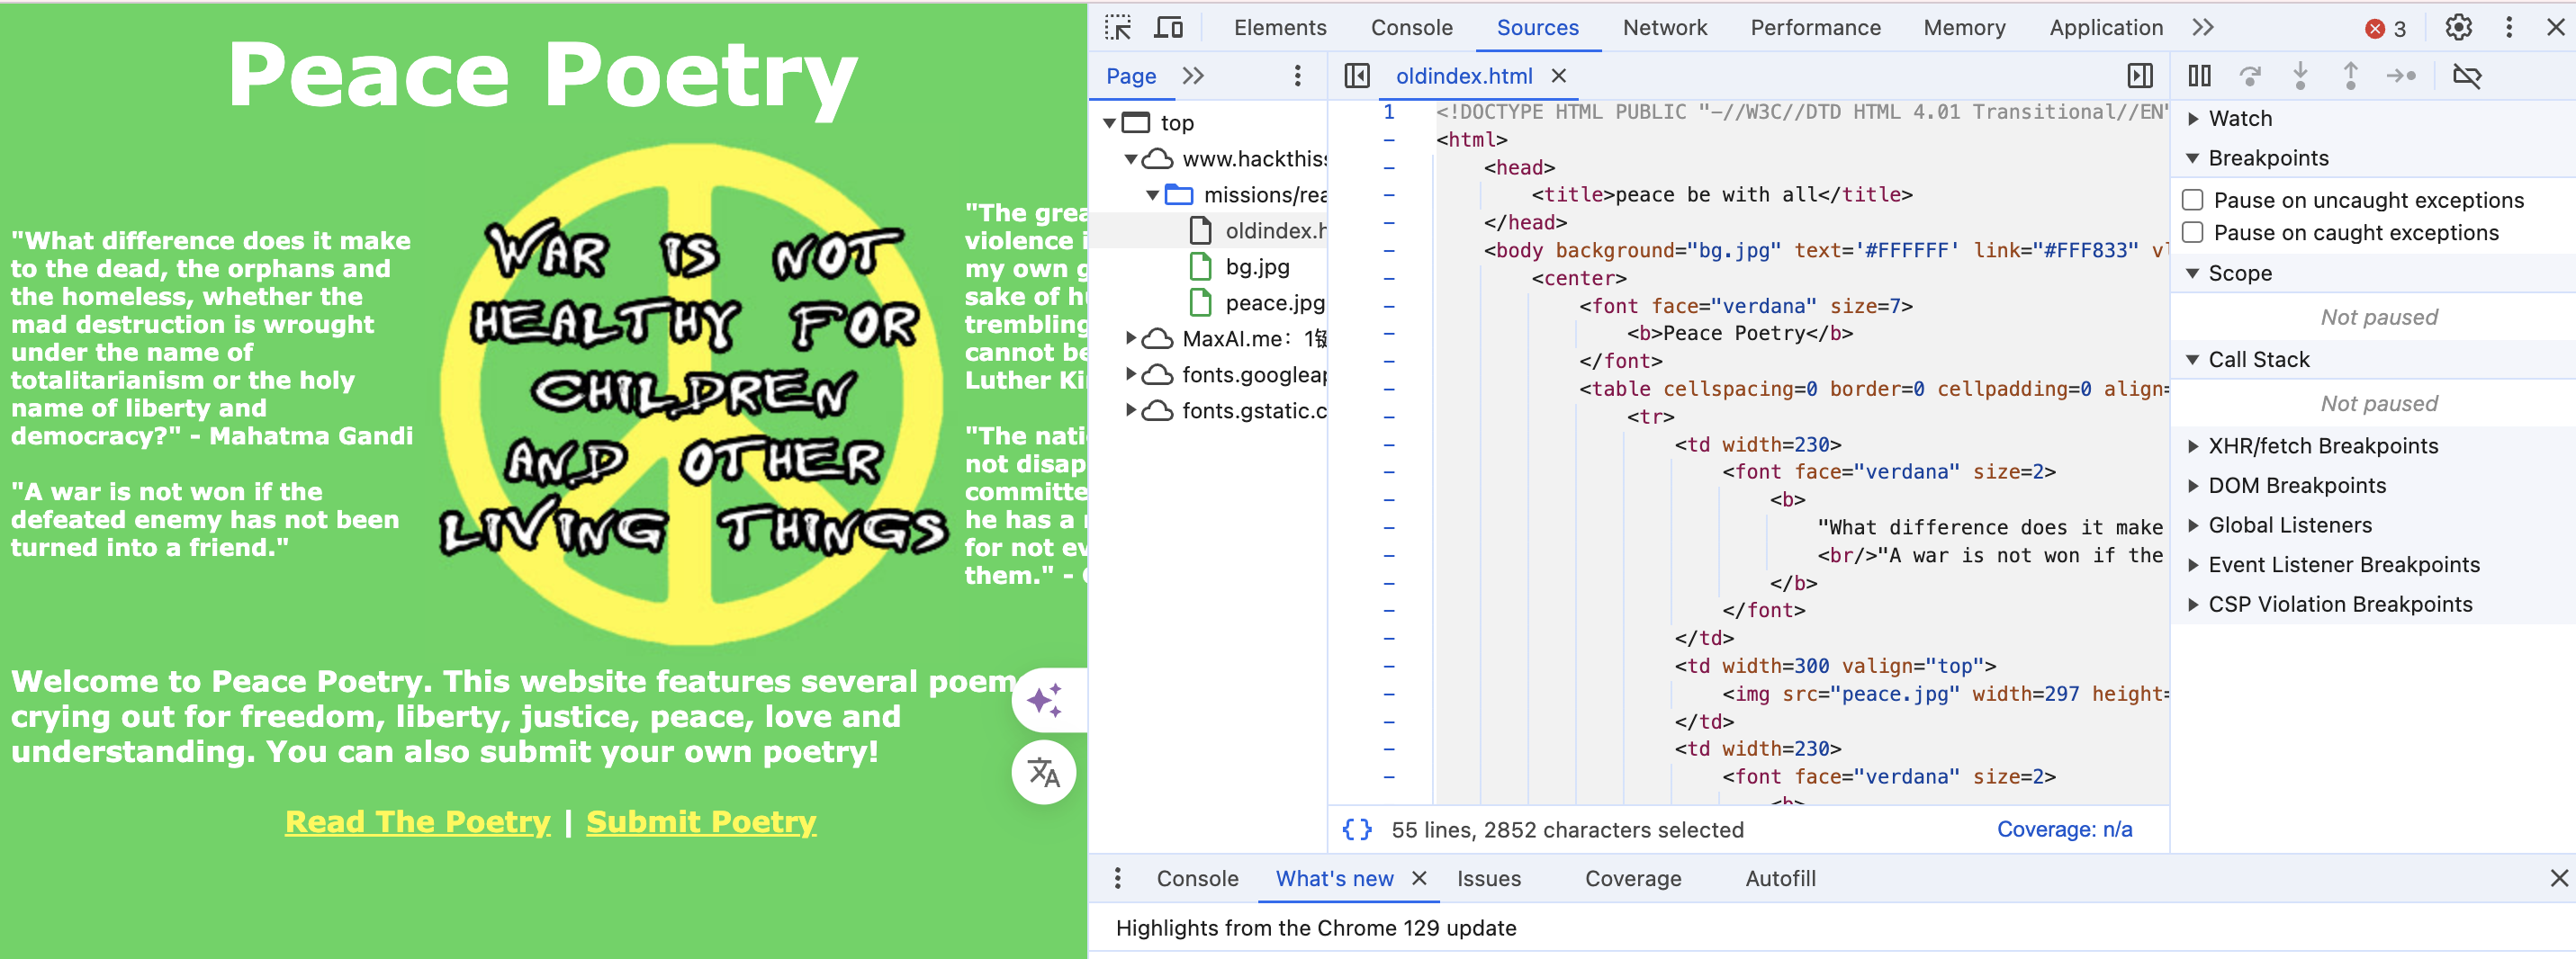 Peace Poetry
"What difference does it make
to the dead, the orphans and
the homeless, whether the
mad destruction is wrought
under the name of
totalitarianism or the holy
name of liberty and
democracy?" - Mahatma Gandi
"A war is not won if the
defeated enemy has not been
turned into a friend."
WAR IS NOT
HEALTHY FOR
CHILDREN
AND OTHER
LIVING THINGS
"The grea
violence i
my own g
sake of h
trembling
cannot be
Luther Ki
"The nati
not disap
committe
he has a
for not ev
them." -
Welcome to Peace Poetry. This website features several poem
crying out for freedom, liberty, justice, peace, love and
understanding. You can also submit your own poetry!
Read The Poetry | Submit Poetry
Elements Console Sources Network Performance Memory Application 3
Page
oldindex.html
top
www.hackthiss
missions/rea
oldindex.h
bg.jpg
peace.jpg
MaxAI.me: 1键
fonts.googleap
fonts.gstatic.c
1 <!DOCTYPE HTML PUBLIC "-//W3C//DTD HTML 4.01 Transitional//EN"
<html>
<head>
<title>peace be with all</title>
</head>
<body background="bg.jpg" text='#FFFFFF' link="#FFF833" vl
<center>
<font face="verdana" size=7>
<b>Peace Poetry</b>
</font>
<table cellspacing=0 border=0 cellpadding=0 align=
<tr>
<td width=230>
<font face="verdana" size=2>
<b>
"What difference does it make
<br/>"A war is not won if the
</b>
</font>
</td>
<td width=300 valign="top">
<img src="peace.jpg" width=297 height=
</td>
<td width=230>
<font face="verdana" size=2>
<b>
{ } 55 lines, 2852 characters selected Coverage: n/a
Watch
Breakpoints
Pause on uncaught exceptions
Pause on caught exceptions
Scope
Not paused
Call Stack
Not paused
XHR/fetch Breakpoints
DOM Breakpoints
Global Listeners
Event Listener Breakpoints
CSP Violation Breakpoints
Console What's new Issues Coverage Autofill
Highlights from the Chrome 129 update